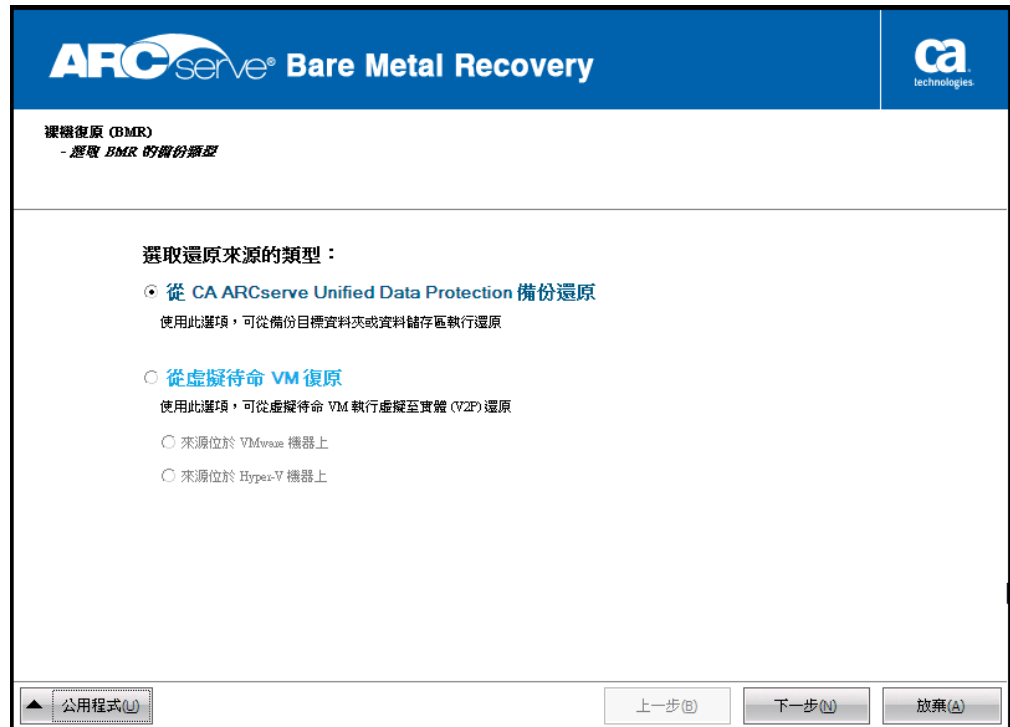 ARCserve® Bare Metal Recovery
ca technologies
裸機復原 (BMR)
- 選取 BMR 的備份類型
選取還原來源的類型：
從 CA ARCserve Unified Data Protection 備份還原
使用此選項，可從備份目標資料夾或資料儲存區執行還原
從虛擬待命 VM 復原
使用此選項，可從虛擬待命 VM 執行虛擬至實體 (V2P) 還原
來源位於 VMware 機器上
來源位於 Hyper-V 機器上
公用程式(U)
上一步(B)
下一步(N)
放棄(A)